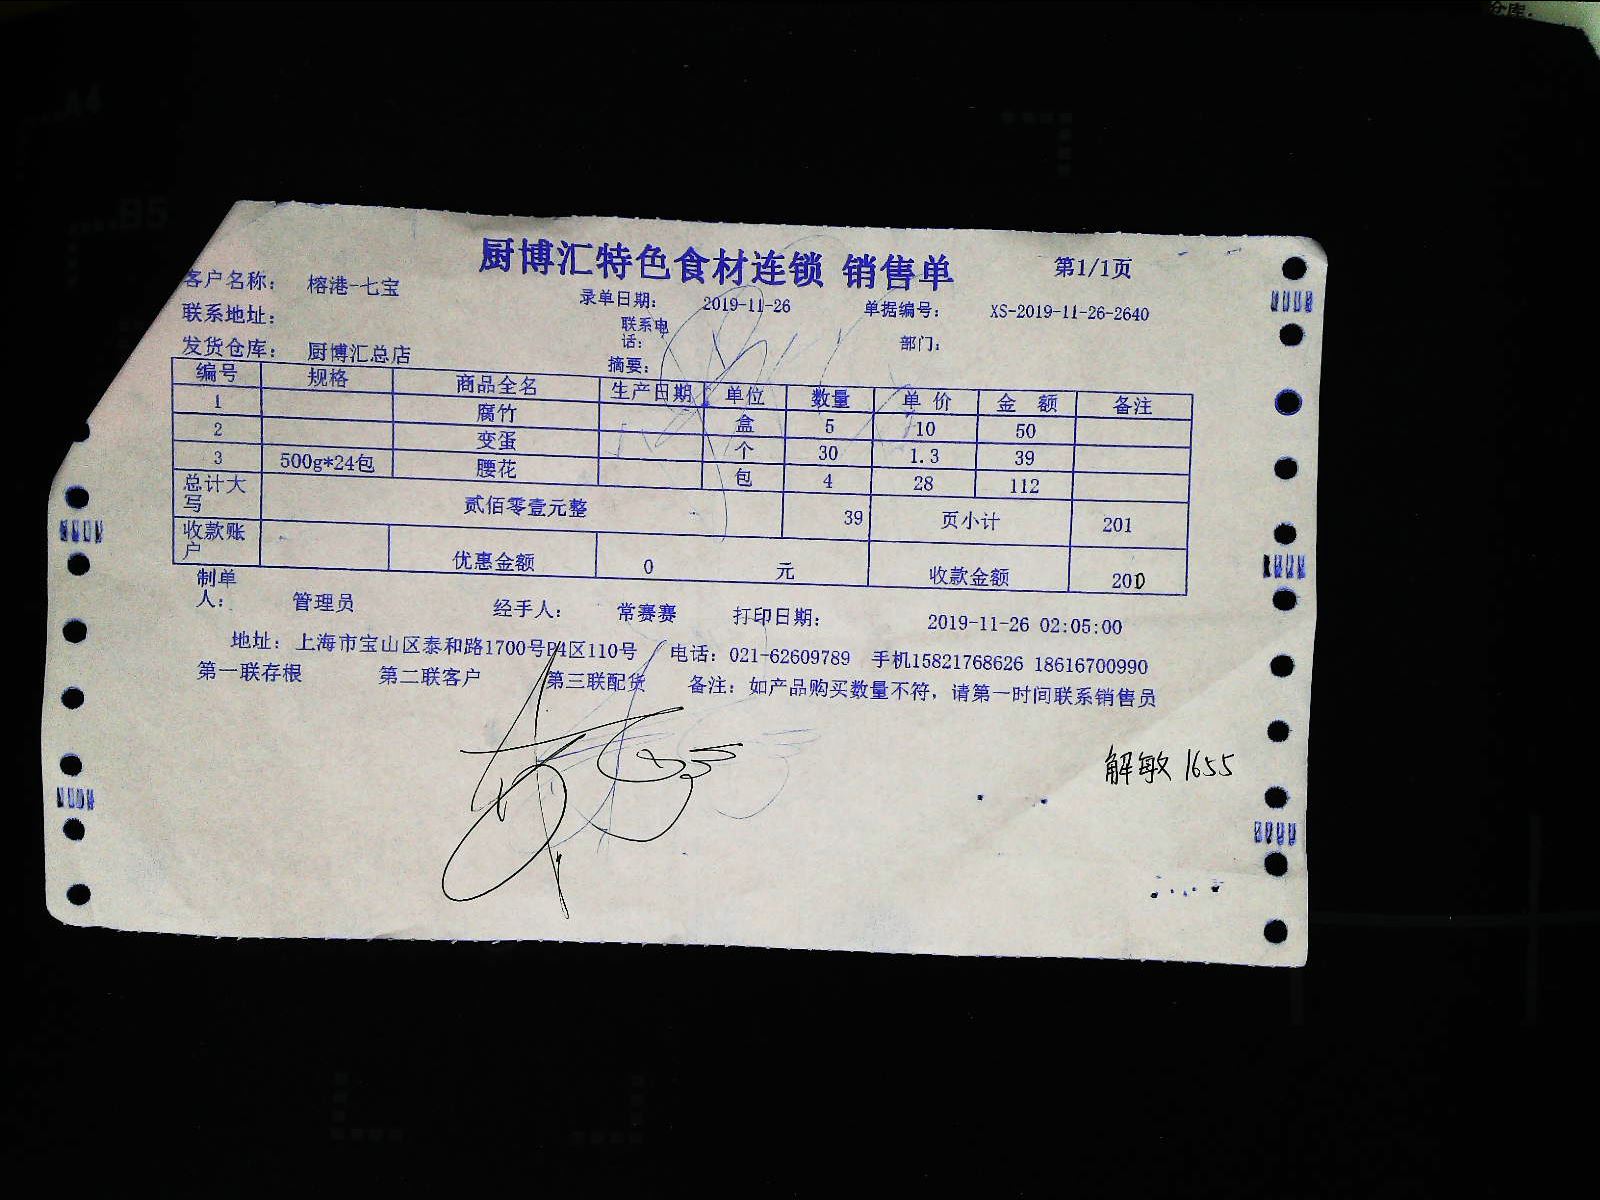 仓库:
A4
B5
厨博汇特色食材连锁 销售单 第1/1页
客户名称: 榕港-七宝 录单日期: 2019-11-26 单据编号: XS-2019-11-26-2640
联系地址: 联系电话: 部门:
发货仓库: 厨博汇总店 摘要:
编号 规格 商品全名 生产日期 单位 数量 单价 金额 备注
1 腐竹 盒 5 10 50
2 变蛋 个 30 1.3 39
3 500g*24包 腰花 包 4 28 112
总计大写 贰佰零壹元整 39 页小计 201
收款账户 优惠金额 0 元 收款金额 200
制单人: 管理员 经手人: 常赛赛 打印日期: 2019-11-26 02:05:00
地址: 上海市宝山区泰和路1700号P4区110号 电话: 021-62609789 手机15821768626 18616700990
第一联存根 第二联客户 第三联配货 备注: 如产品购买数量不符, 请第一时间联系销售员
解敏 1655